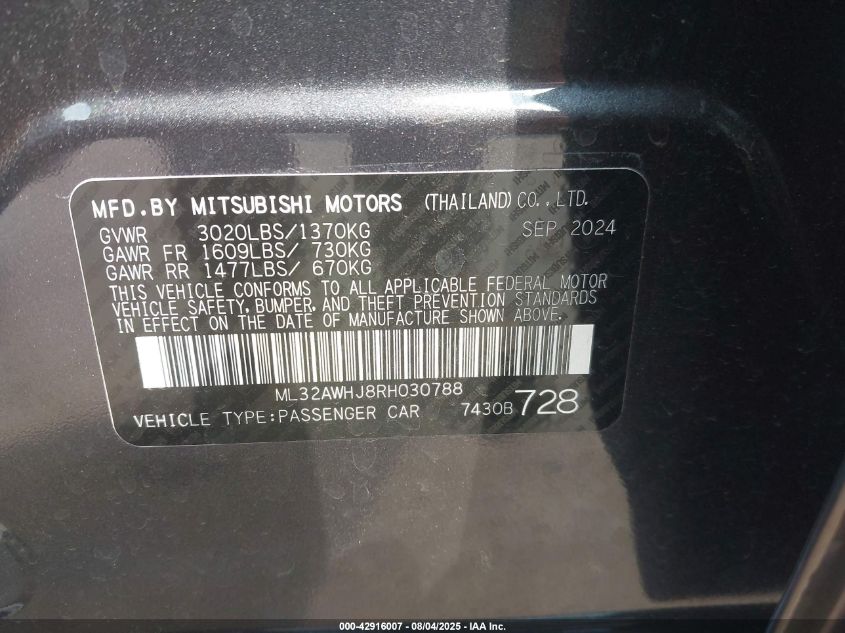 MFD.BY MITSUBISHI MOTORS (THAILAND) CO.,LTD.
GVWR 3020LBS/1370KG SEP 2024
GAWR FR 1609LBS/ 730KG
GAWR RR 1477LBS/ 670KG
THIS VEHICLE CONFORMS TO ALL APPLICABLE FEDERAL MOTOR
VEHICLE SAFETY, BUMPER, AND THEFT PREVENTION STANDARDS
IN EFFECT ON THE DATE OF MANUFACTURE SHOWN ABOVE.
ML32AWHJ8RH030788
VEHICLE TYPE:PASSENGER CAR 7430B 728
000-42916007 - 08/04/2025 - IAA Inc.